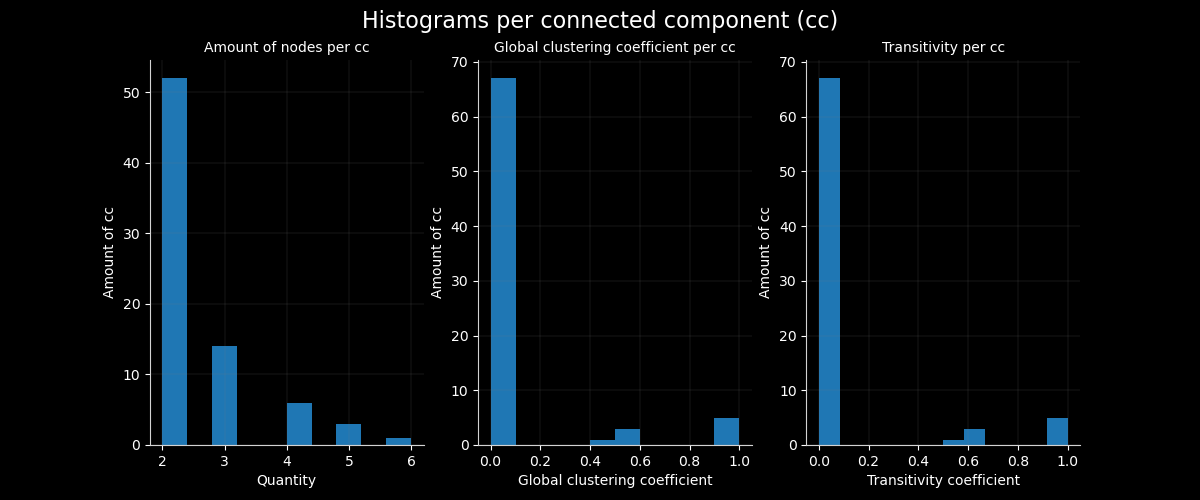 Histograms per connected component (cc)
Amount of nodes per cc
Global clustering coefficient per cc
Transitivity per cc
Amount of cc
50
40
30
20
10
0
2 3 4 5 6
Quantity
Amount of cc
70
60
50
40
30
20
10
0
0.0 0.2 0.4 0.6 0.8 1.0
Global clustering coefficient
Amount of cc
70
60
50
40
30
20
10
0
0.0 0.2 0.4 0.6 0.8 1.0
Transitivity coefficient